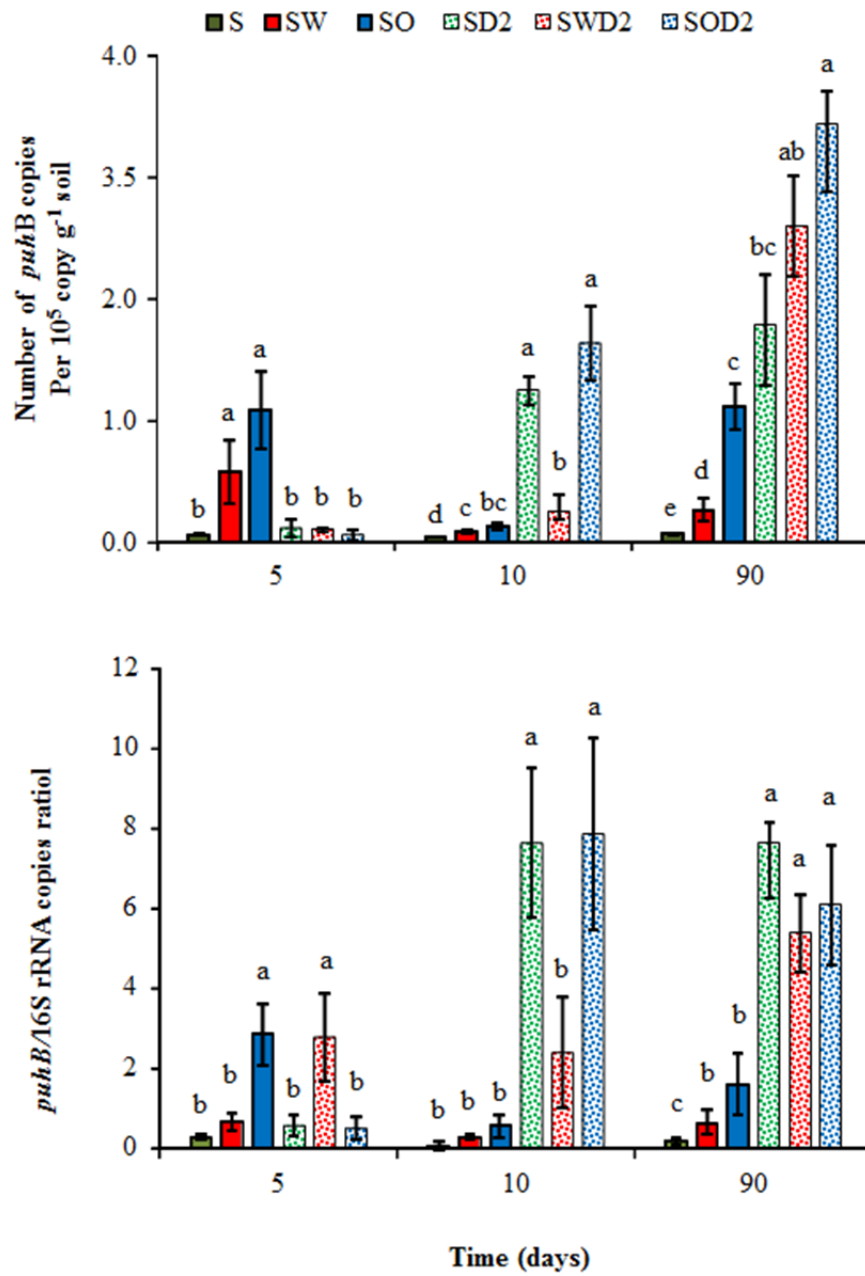 S SW SO SD2 SWD2 SOD2
Number of puhB copies
Per 10⁵ copy g⁻¹ soil
4.0
3.5
2.0
1.0
0.0
b a a b b b
d c bc a b a
e d c bc ab a
5 10 90
puhB/16S rRNA copies ratiol
12
10
8
6
4
2
0
b b a b a b
b b b a b a
c b b a a a
5 10 90
Time (days)